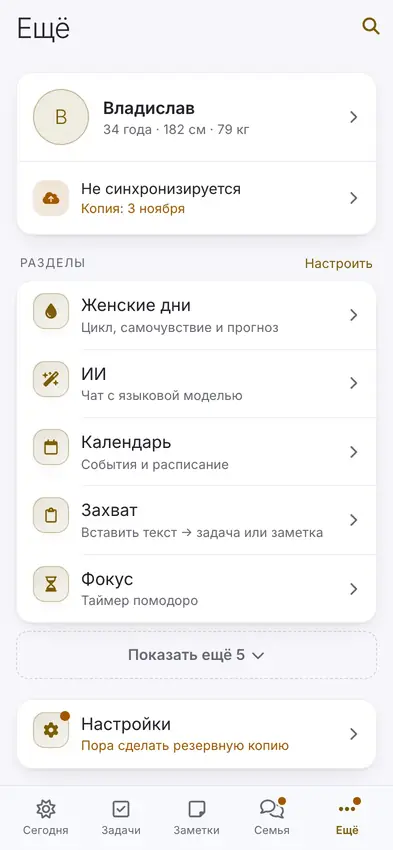 Ещё
В
Владислав
34 года · 182 см · 79 кг
Не синхронизируется
Копия: 3 ноября
РАЗДЕЛЫ
Настроить
Женские дни
Цикл, самочувствие и прогноз
ИИ
Чат с языковой моделью
Календарь
События и расписание
Захват
Вставить текст → задача или заметка
Фокус
Таймер помодоро
Показать ещё 5
Настройки
Пора сделать резервную копию
Сегодня
Задачи
Заметки
Семья
Ещё